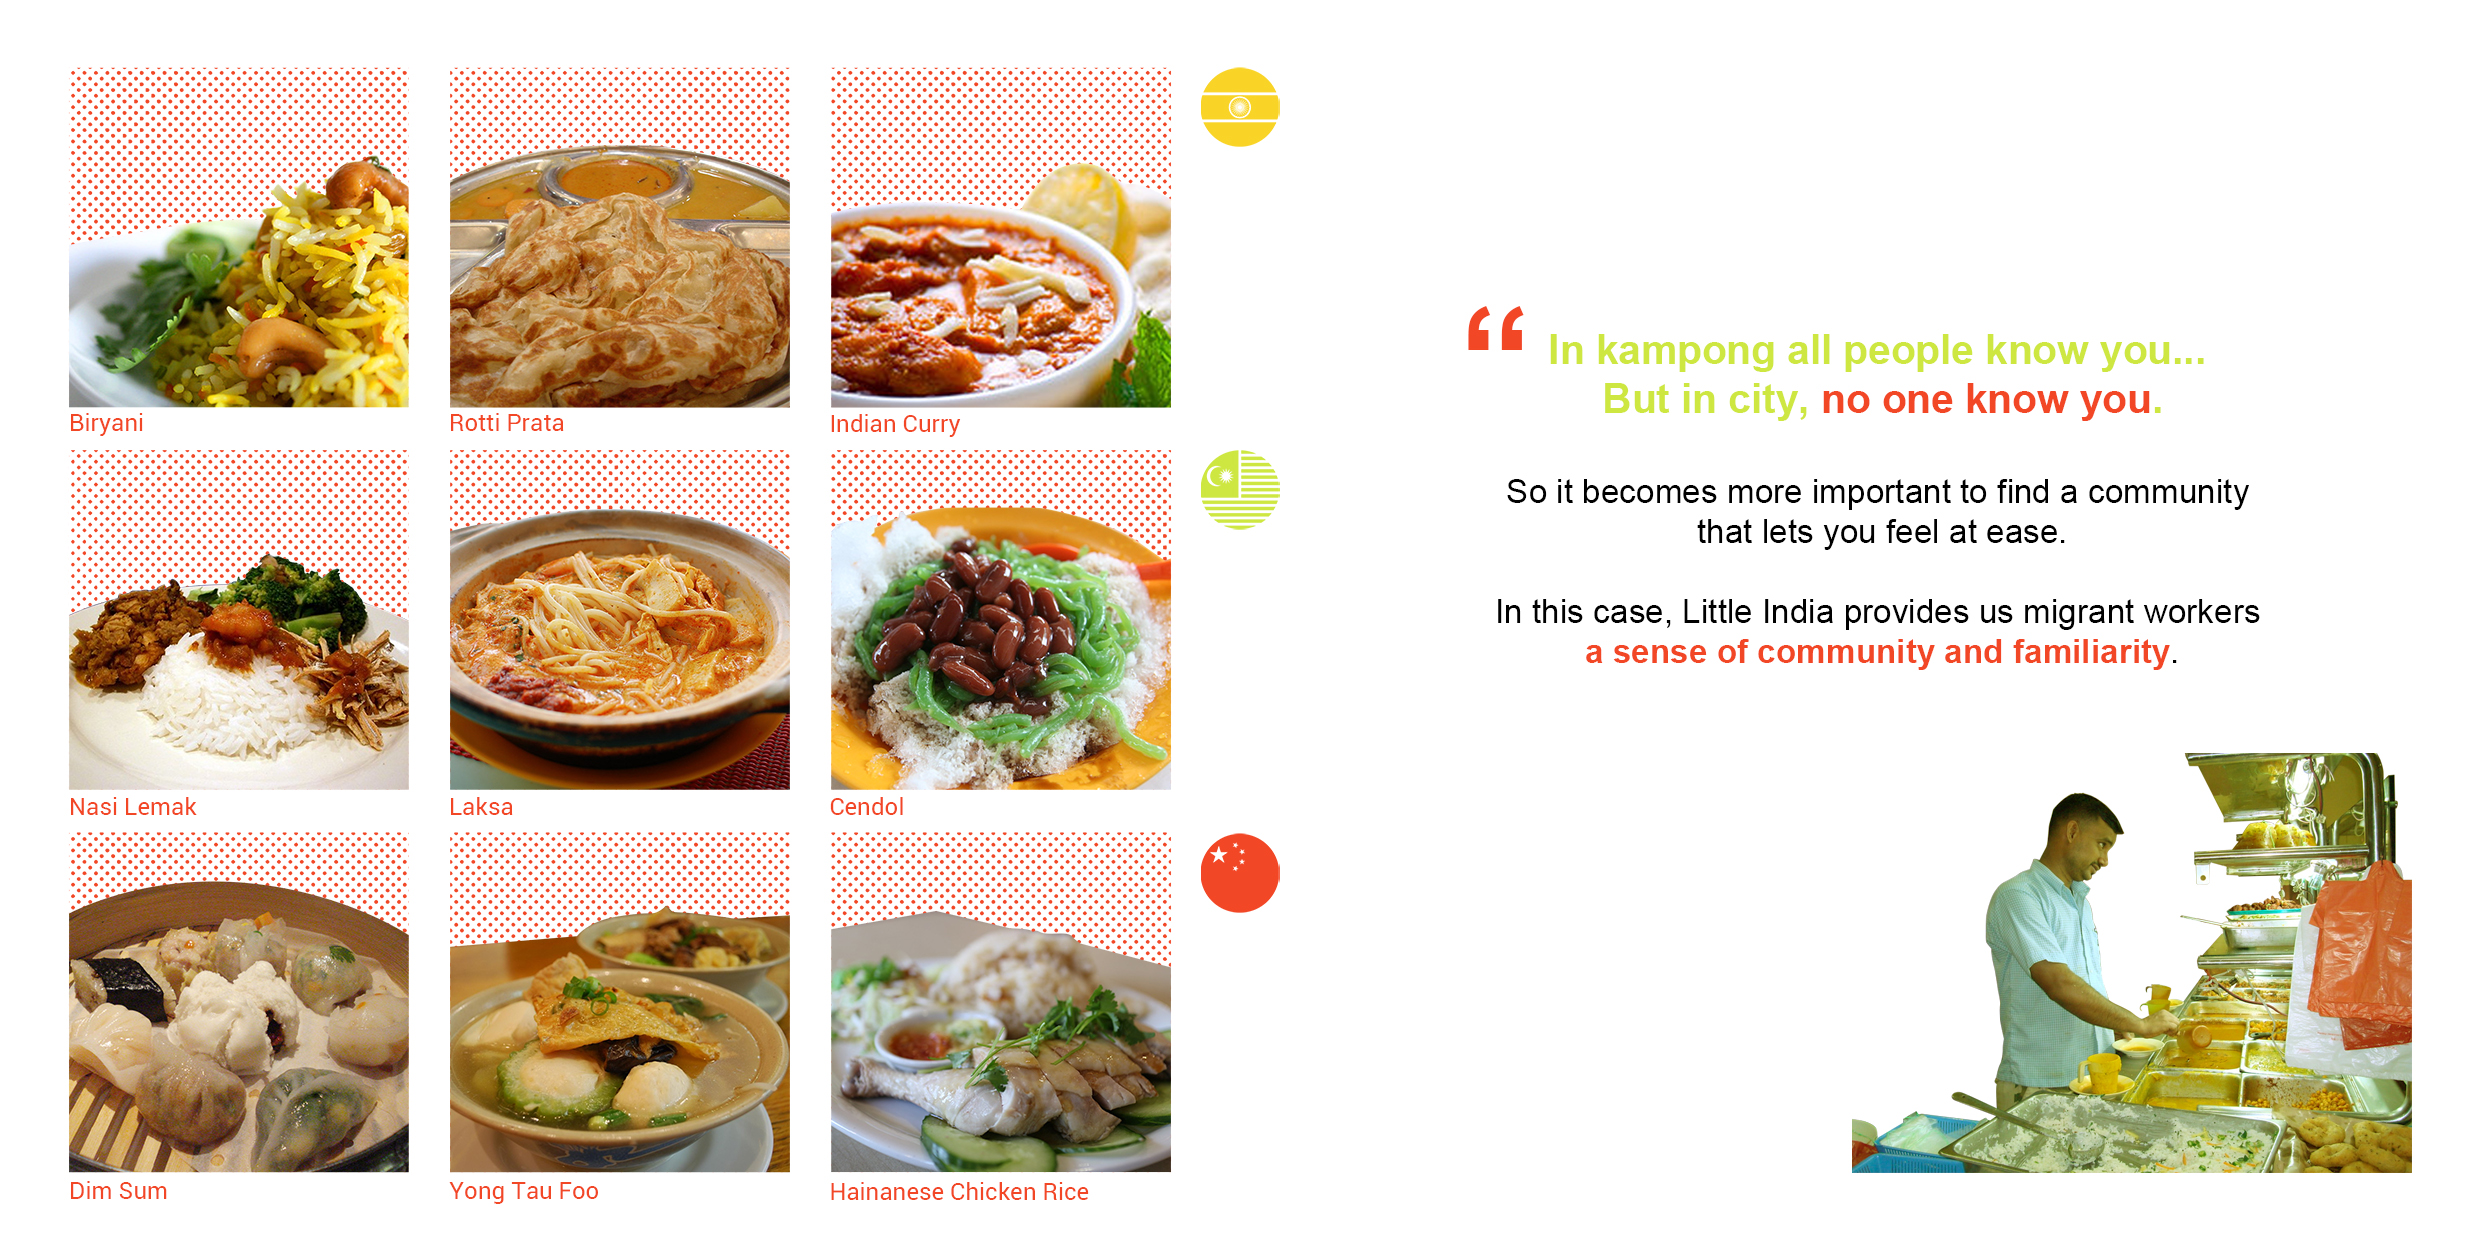 Biryani
Rotti Prata
Indian Curry
Nasi Lemak
Laksa
Cendol
Dim Sum
Yong Tau Foo
Hainanese Chicken Rice
“ In kampong all people know you...
But in city, no one know you.
So it becomes more important to find a community
that lets you feel at ease.
In this case, Little India provides us migrant workers
a sense of community and familiarity.